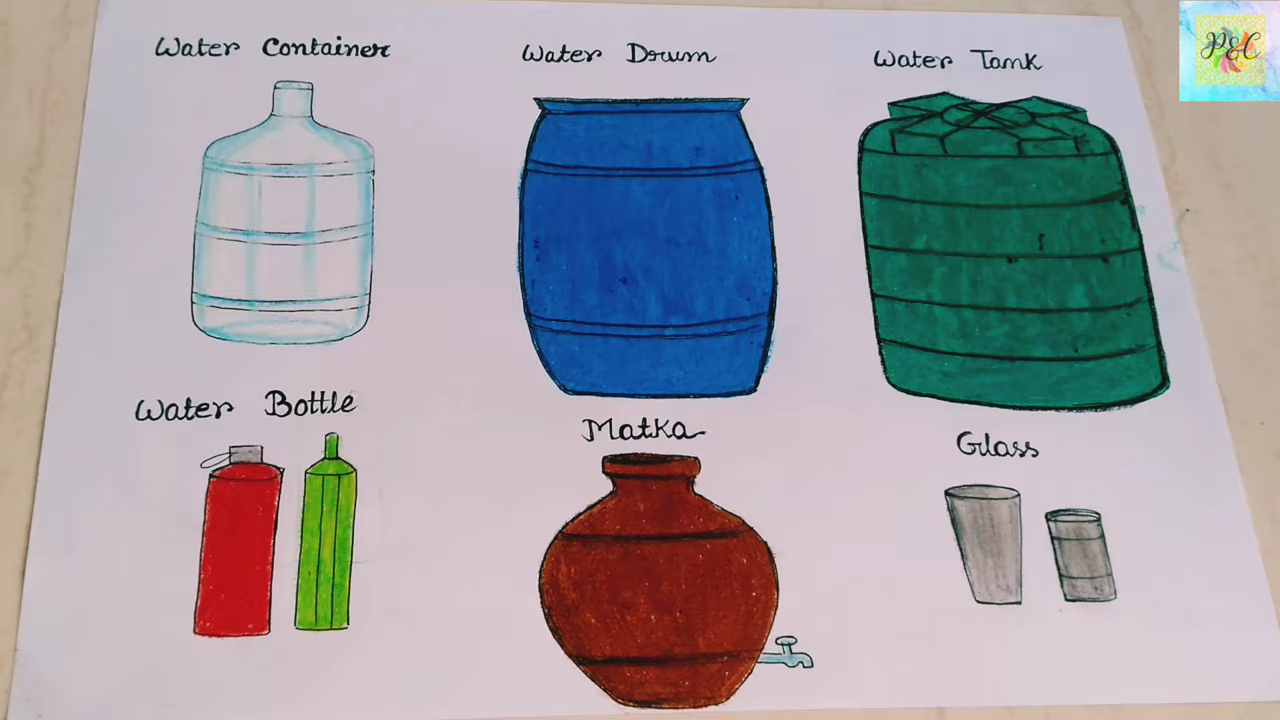 Water Container
Water Drum
Water Tank
Water Bottle
Matka
Glass
P&C